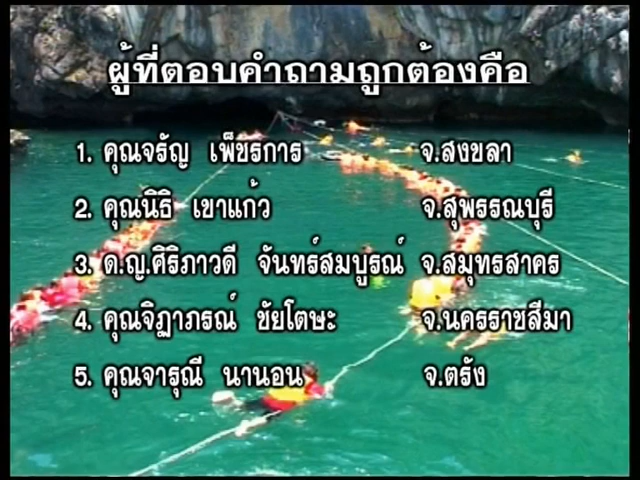 ผู้ที่ตอบคำถามถูกต้องคือ
1. คุณจรัญ เพ็ชรการ จ.สงขลา
2. คุณนิธิ เขาแก้ว จ.สุพรรณบุรี
3. ด.ญ.ศิริภาวดี จันทร์สมบูรณ์ จ.สมุทรสาคร
4. คุณจิฎาภรณ์ ชัยโตษะ จ.นครราชสีมา
5. คุณจารุณี นานอน จ.ตรัง